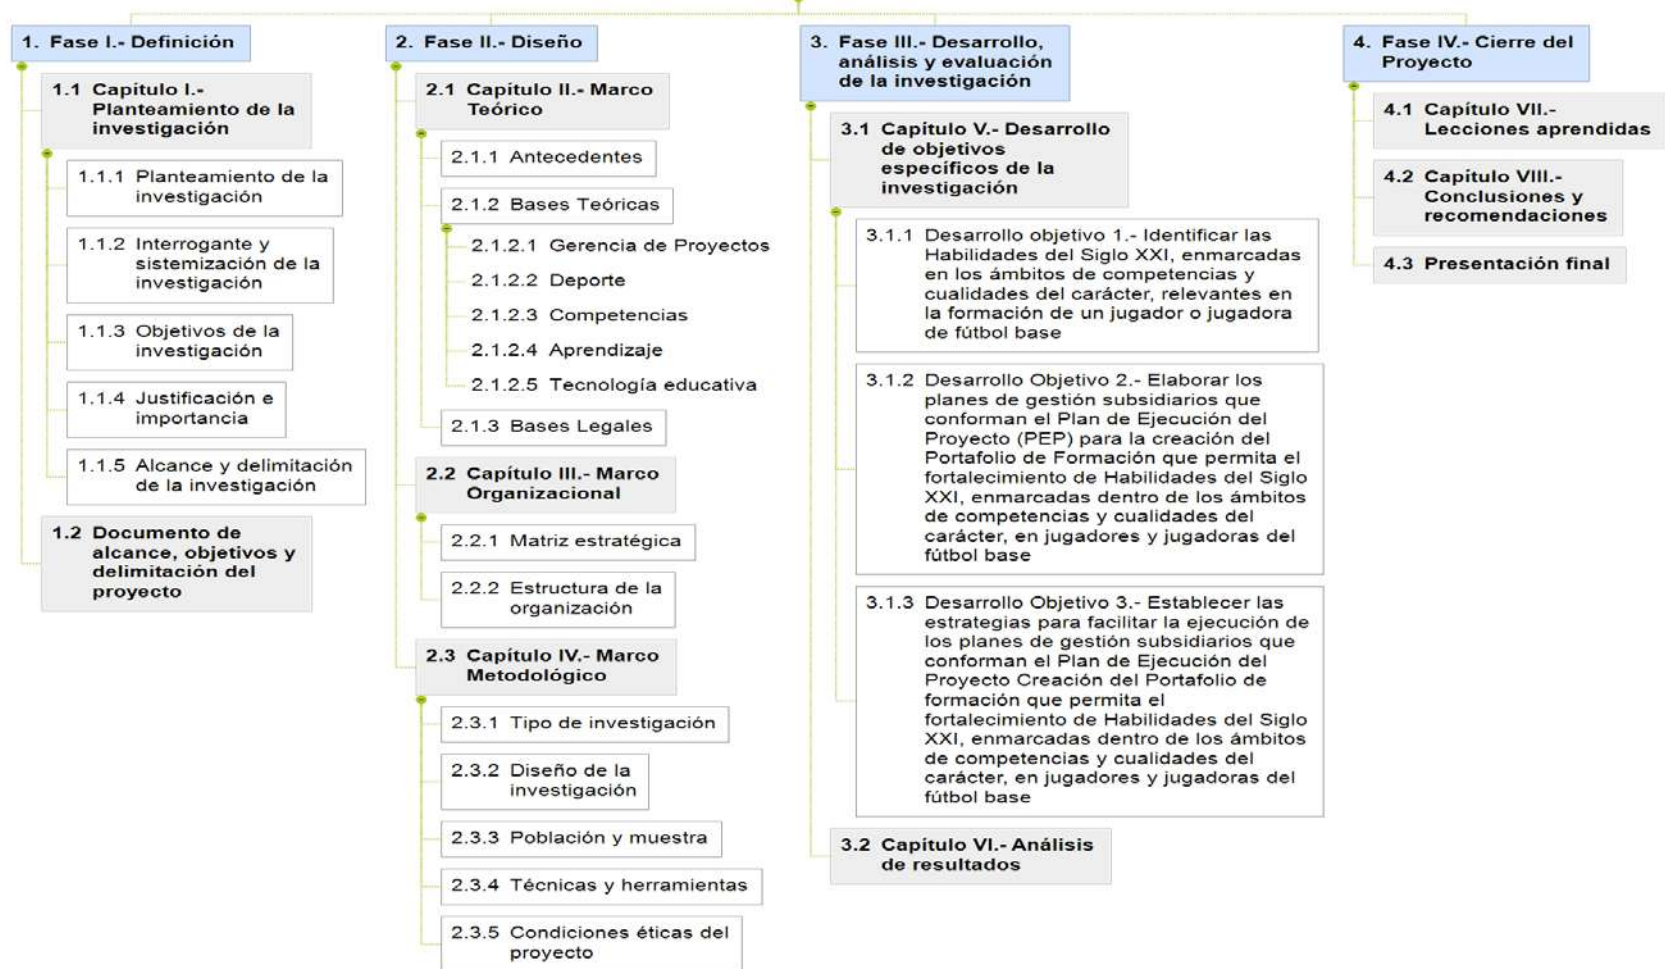 1. Fase I.- Definición
1.1 Capítulo I.-
Planteamiento de la
investigación
1.1.1 Planteamiento de la
investigación
1.1.2 Interrogante y
sistemización de la
investigación
1.1.3 Objetivos de la
investigación
1.1.4 Justificación e
importancia
1.1.5 Alcance y delimitación
de la investigación
1.2 Documento de
alcance, objetivos y
delimitación del
proyecto
2. Fase II.- Diseño
2.1 Capítulo II.- Marco
Teórico
2.1.1 Antecedentes
2.1.2 Bases Teóricas
2.1.2.1 Gerencia de Proyectos
2.1.2.2 Deporte
2.1.2.3 Competencias
2.1.2.4 Aprendizaje
2.1.2.5 Tecnología educativa
2.1.3 Bases Legales
2.2 Capítulo III.- Marco
Organizacional
2.2.1 Matriz estratégica
2.2.2 Estructura de la
organización
2.3 Capítulo IV.- Marco
Metodológico
2.3.1 Tipo de investigación
2.3.2 Diseño de la
investigación
2.3.3 Población y muestra
2.3.4 Técnicas y herramientas
2.3.5 Condiciones éticas del
proyecto
3. Fase III.- Desarrollo,
análisis y evaluación
de la investigación
3.1 Capítulo V.- Desarrollo
de objetivos
específicos de la
investigación
3.1.1 Desarrollo objetivo 1.- Identificar las
Habilidades del Siglo XXI, enmarcadas
en los ámbitos de competencias y
cualidades del carácter, relevantes en
la formación de un jugador o jugadora
de fútbol base
3.1.2 Desarrollo Objetivo 2.- Elaborar los
planes de gestión subsidiarios que
conforman el Plan de Ejecución del
Proyecto (PEP) para la creación del
Portafolio de Formación que permita el
fortalecimiento de Habilidades del Siglo
XXI, enmarcadas dentro de los ámbitos
de competencias y cualidades del
carácter, en jugadores y jugadoras del
fútbol base
3.1.3 Desarrollo Objetivo 3.- Establecer las
estrategias para facilitar la ejecución de
los planes de gestión subsidiarios que
conforman el Plan de Ejecución del
Proyecto Creación del Portafolio de
formación que permita el
fortalecimiento de Habilidades del Siglo
XXI, enmarcadas dentro de los ámbitos
de competencias y cualidades del
carácter, en jugadores y jugadoras del
fútbol base
3.2 Capítulo VI.- Análisis
de resultados
4. Fase IV.- Cierre del
Proyecto
4.1 Capítulo VII.-
Lecciones aprendidas
4.2 Capítulo VIII.-
Conclusiones y
recomendaciones
4.3 Presentación final